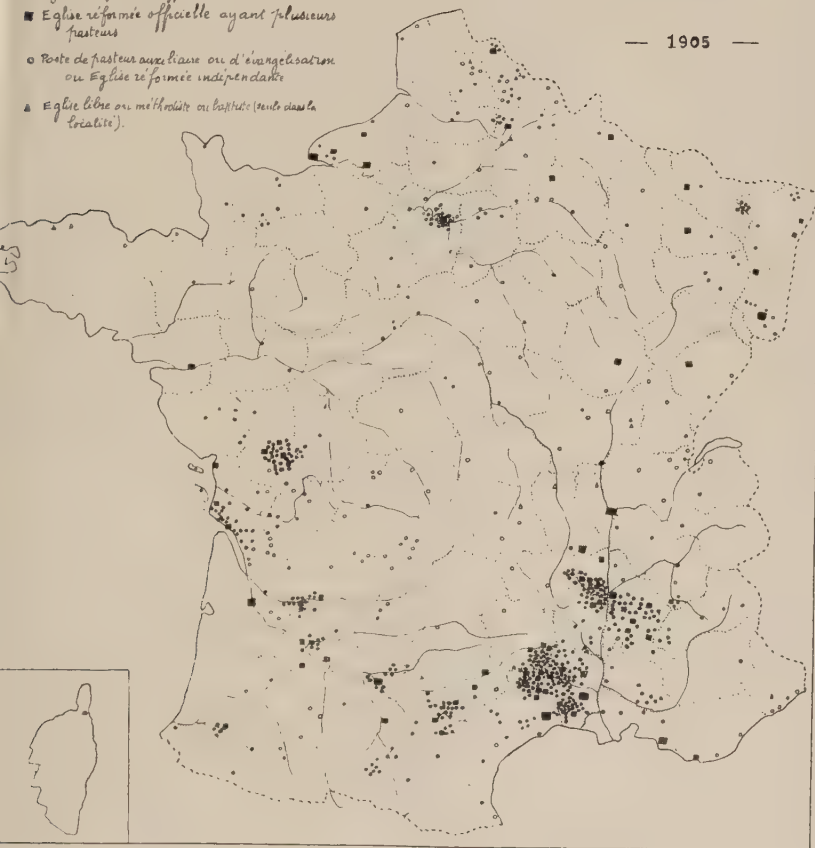 ■ Eglise réformée officielle ayant plusieurs
pasteurs
— 1905 —
o Poste de pasteur auxiliaire ou d'évangélisation
ou Eglise réformée indépendante
Eglise libre ou méthodiste ou baptiste (seule dans la
localité).